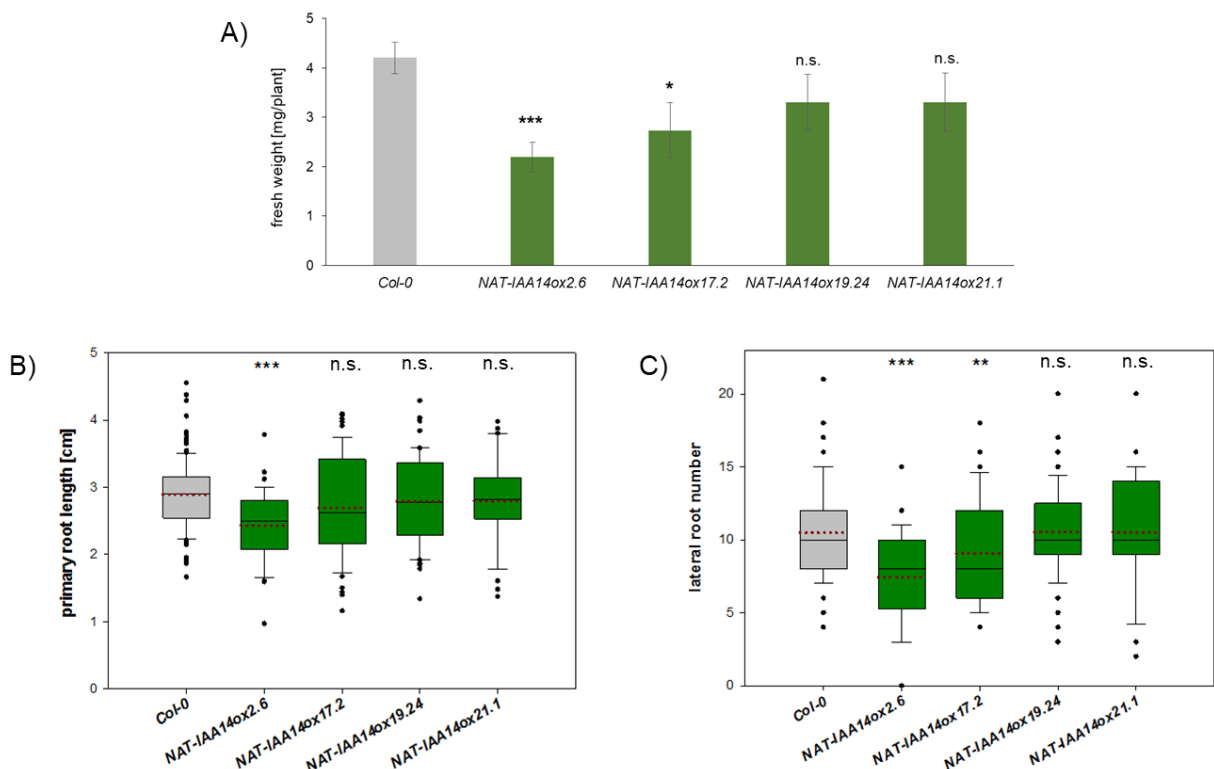 A)
fresh weight [mg/plant]
5
4
3
2
1
0
***
*
n.s.
n.s.
Col-0
NAT-IAA14ox2.6
NAT-IAA14ox17.2
NAT-IAA14ox19.24
NAT-IAA14ox21.1
B)
primary root length [cm]
5
4
3
2
1
0
***
n.s.
n.s.
n.s.
Col-0
NAT-IAA14ox2.6
NAT-IAA14ox17.2
NAT-IAA14ox19.24
NAT-IAA14ox21.1
C)
lateral root number
20
15
10
5
0
***
**
n.s.
n.s.
Col-0
NAT-IAA14ox2.6
NAT-IAA14ox17.2
NAT-IAA14ox19.24
NAT-IAA14ox21.1